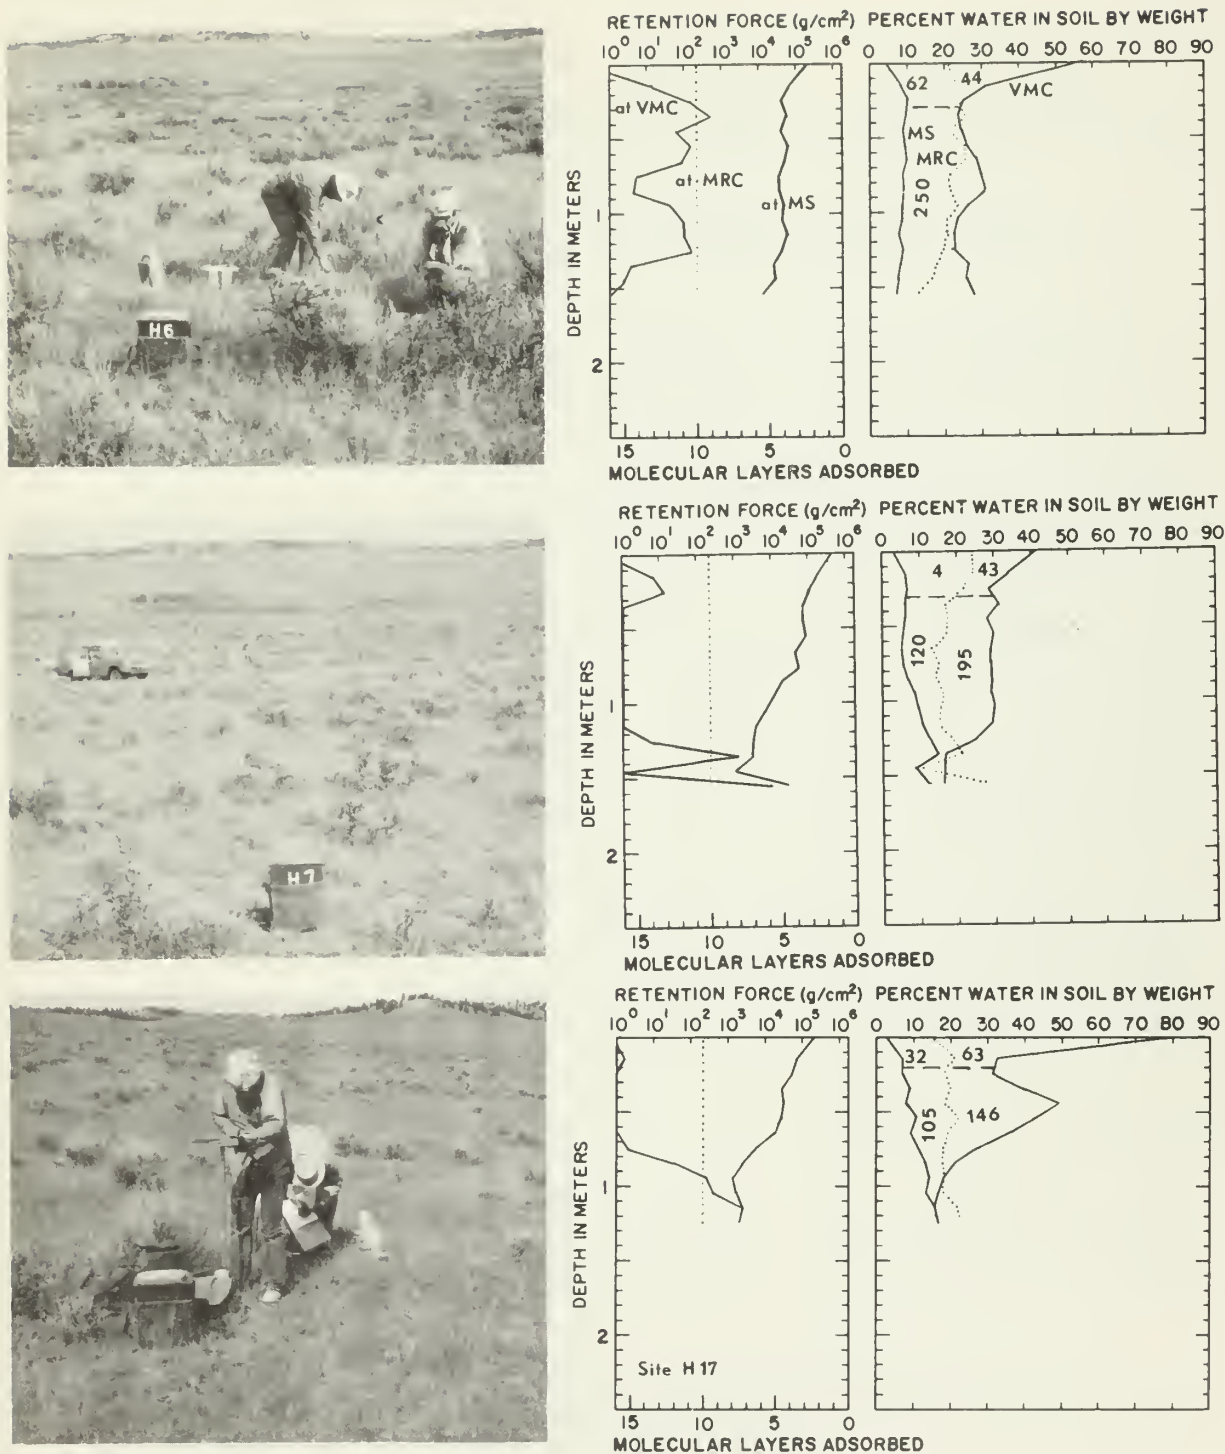 RETENTION FORCE (g/cm²) PERCENT WATER IN SOIL BY WEIGHT
10⁰ 10¹ 10² 10³ 10⁴ 10⁵ 10⁶ 0 10 20 30 40 50 60 70 80 90
62 44 VMC
at VMC
MS
MRC
at MRC
250
at MS
1
2
DEPTH IN METERS
15 10 5 0
MOLECULAR LAYERS ADSORBED
H6
RETENTION FORCE (g/cm²) PERCENT WATER IN SOIL BY WEIGHT
10⁰ 10¹ 10² 10³ 10⁴ 10⁵ 10⁶ 0 10 20 30 40 50 60 70 80 90
4 43
120 195
1
2
DEPTH IN METERS
15 10 5 0
MOLECULAR LAYERS ADSORBED
H7
RETENTION FORCE (g/cm²) PERCENT WATER IN SOIL BY WEIGHT
10⁰ 10¹ 10² 10³ 10⁴ 10⁵ 10⁶ 0 10 20 30 40 50 60 70 80 90
32 63
105 146
1
2
DEPTH IN METERS
Site H17
15 10 5 0
MOLECULAR LAYERS ADSORBED